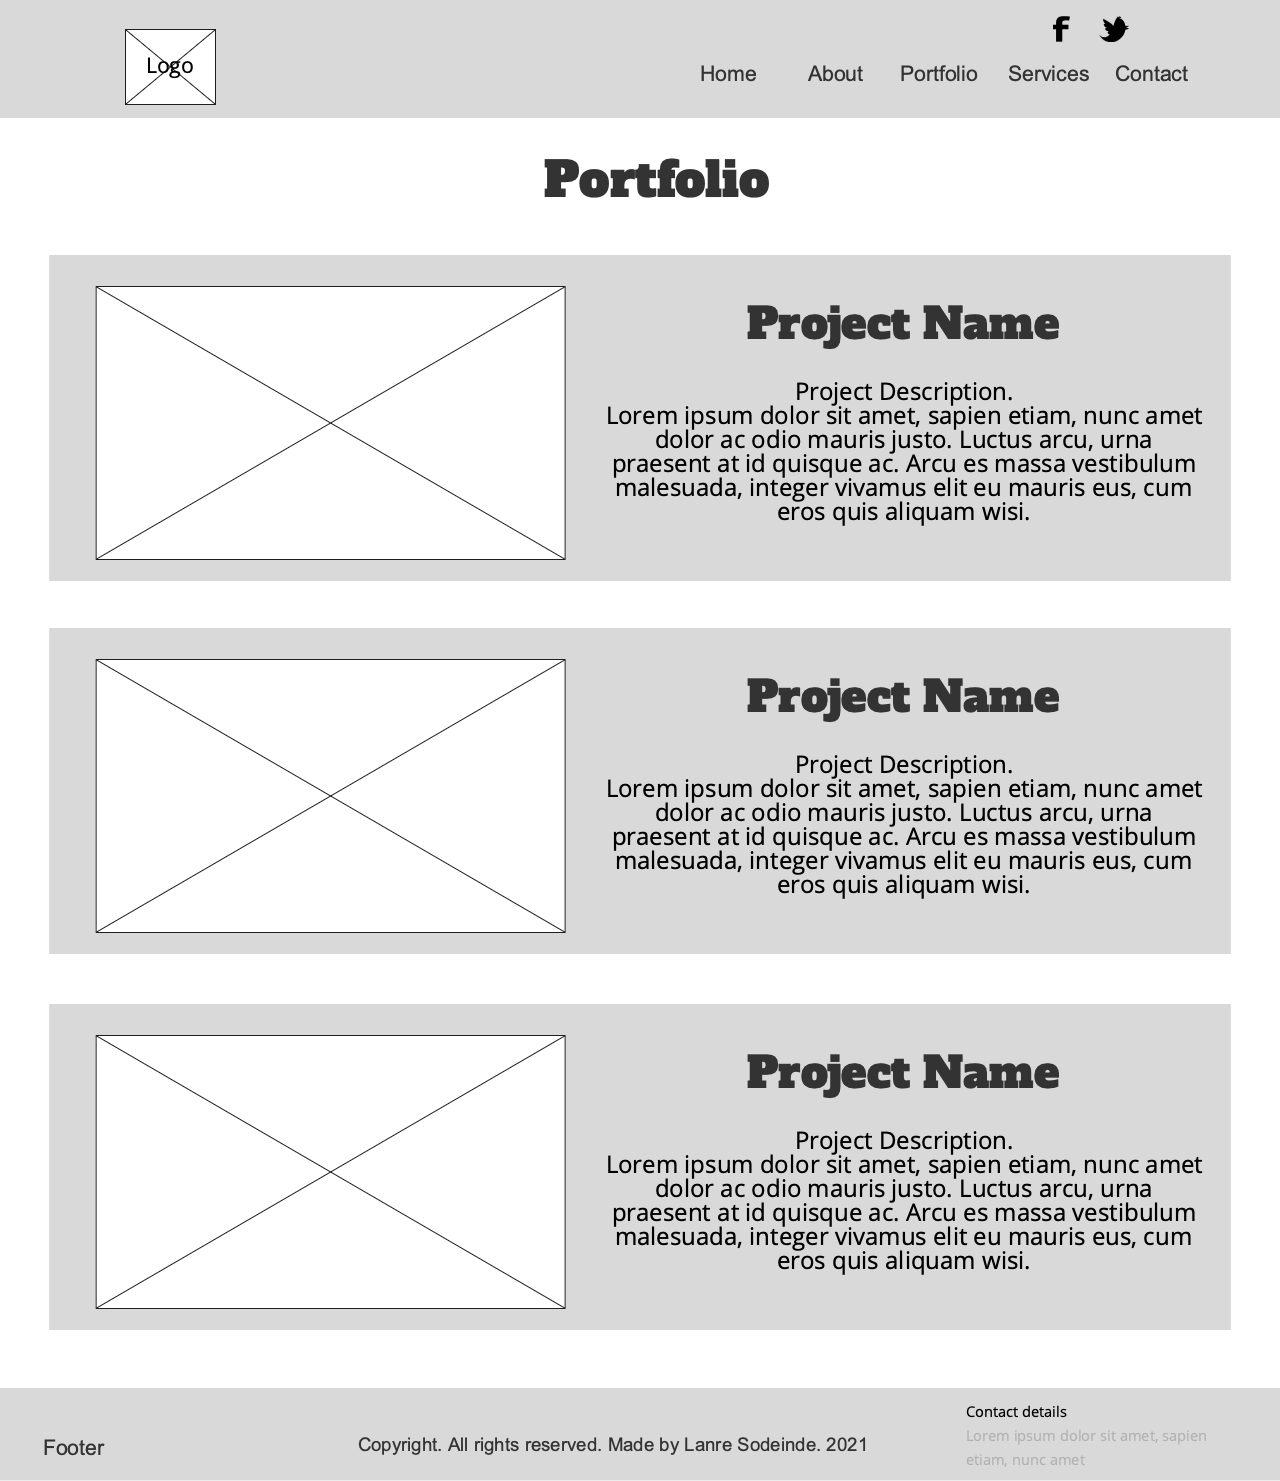 Logo
Home About Portfolio Services Contact
Portfolio
Project Name
Project Description.
Lorem ipsum dolor sit amet, sapien etiam, nunc amet
dolor ac odio mauris justo. Luctus arcu, urna
praesent at id quisque ac. Arcu es massa vestibulum
malesuada, integer vivamus elit eu mauris eus, cum
eros quis aliquam wisi.
Project Name
Project Description.
Lorem ipsum dolor sit amet, sapien etiam, nunc amet
dolor ac odio mauris justo. Luctus arcu, urna
praesent at id quisque ac. Arcu es massa vestibulum
malesuada, integer vivamus elit eu mauris eus, cum
eros quis aliquam wisi.
Project Name
Project Description.
Lorem ipsum dolor sit amet, sapien etiam, nunc amet
dolor ac odio mauris justo. Luctus arcu, urna
praesent at id quisque ac. Arcu es massa vestibulum
malesuada, integer vivamus elit eu mauris eus, cum
eros quis aliquam wisi.
Footer
Copyright. All rights reserved. Made by Lanre Sodeinde. 2021
Contact details
Lorem ipsum dolor sit amet, sapien
etiam, nunc amet